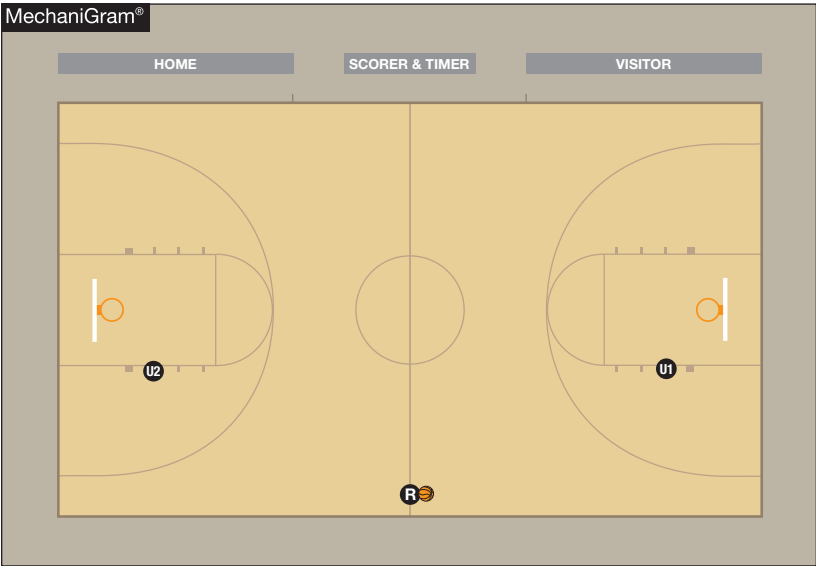 MechaniGram®
HOME
SCORER & TIMER
VISITOR
U2
U1
R